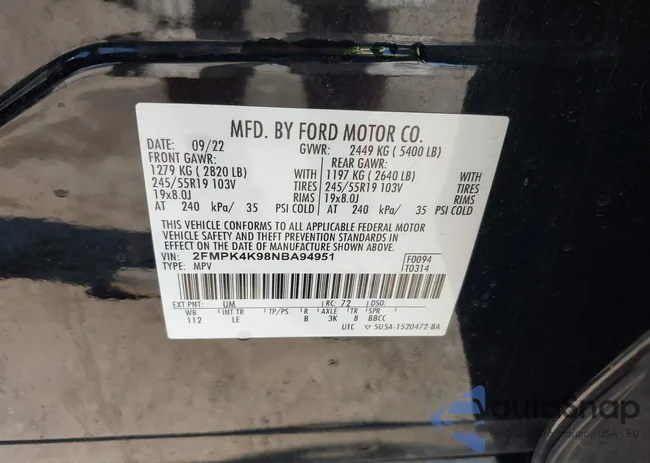 MFD. BY FORD MOTOR CO.
DATE: 09/22 GVWR: 2449 KG ( 5400 LB)
FRONT GAWR: REAR GAWR:
1279 KG ( 2820 LB) WITH 1197 KG ( 2640 LB) WITH
245/55R19 103V TIRES 245/55R19 103V TIRES
19x8.0J RIMS 19x8.0J RIMS
AT 240 kPa/ 35 PSI COLD AT 240 kPa/ 35 PSI COLD
THIS VEHICLE CONFORMS TO ALL APPLICABLE FEDERAL MOTOR
VEHICLE SAFETY AND THEFT PREVENTION STANDARDS IN
EFFECT ON THE DATE OF MANUFACTURE SHOWN ABOVE.
VIN: 2FMPK4K98NBA94951 F0094
TYPE: MPV T0314
EXT PNT: UM RC: 72 DSO:
WB INT TR TP/PS R AXLE TR SPR
112 LE B 3K 8 BBCC
UTC 5U5A-1520472-BA
autosnap